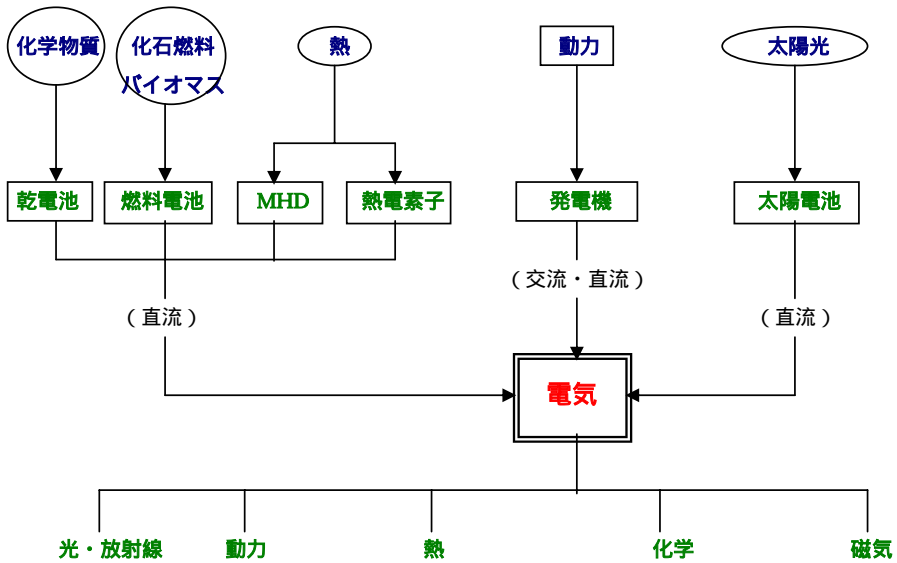 化学物質
化石燃料
バイオマス
熱
動力
太陽光
乾電池
燃料電池
MHD
熱電素子
発電機
太陽電池
（交流・直流）
（直流）
（直流）
電気
光・放射線
動力
熱
化学
磁気